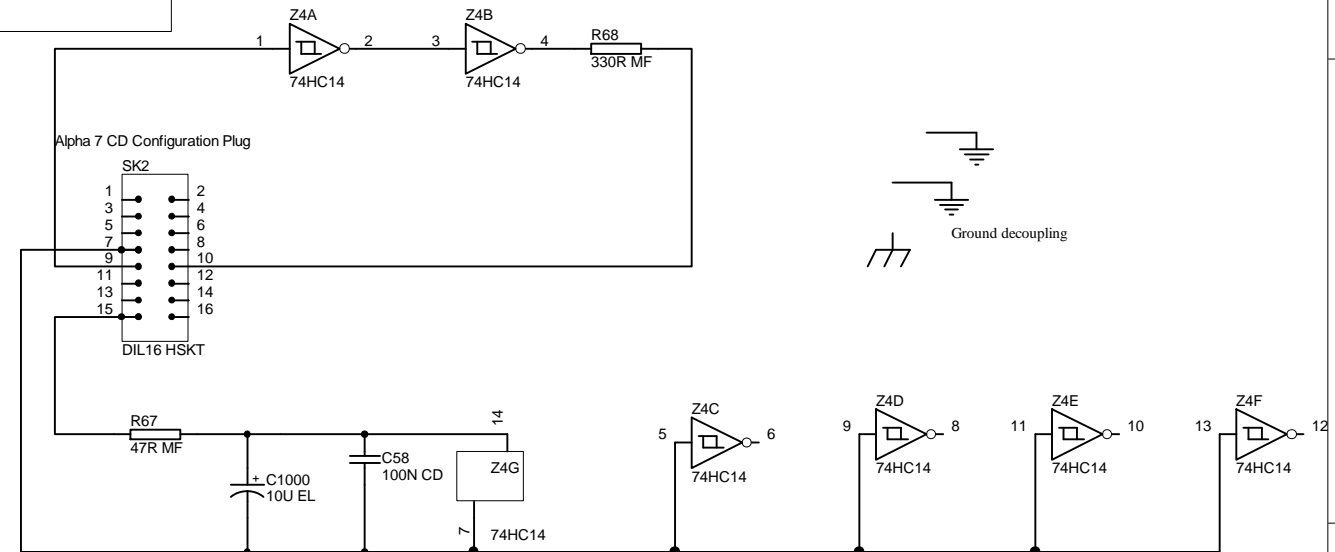 Z4A
Z4B
1
2
3
4
R68
330R MF
74HC14
74HC14
Alpha 7 CD Configuration Plug
SK2
1
2
3
4
5
6
7
8
9
10
11
12
13
14
15
16
DIL16 HSKT
Ground decoupling
R67
47R MF
+
C1000
10U EL
C58
100N CD
14
Z4G
7
74HC14
Z4C
5
6
74HC14
Z4D
9
8
74HC14
Z4E
11
10
74HC14
Z4F
13
12
74HC14